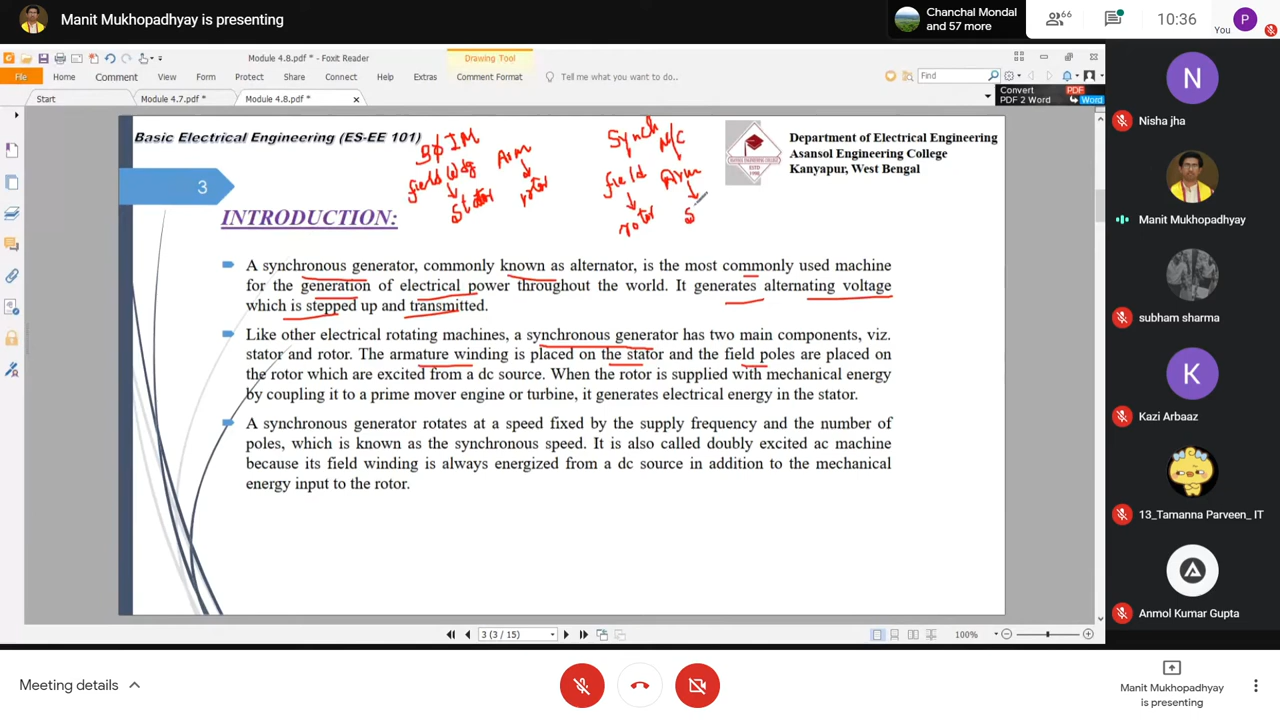 Manit Mukhopadhyay is presenting
Chanchal Mondal
and 57 more
66
10:36
You
P
Module 4.8.pdf * - Foxit Reader
Drawing Tool
File
Home
Comment
View
Form
Protect
Share
Connect
Help
Extras
Comment Format
Tell me what you want to do..
Find
Start
Module 4.7.pdf *
Module 4.8.pdf *
Convert
PDF 2 Word
PDF
Word
Basic Electrical Engineering (ES-EE 101)
3φ IM
field wdg
Arm
stator
rotor
Synch M/C
field
Arm
rotor
S
Department of Electrical Engineering
Asansol Engineering College
Kanyapur, West Bengal
3
INTRODUCTION:
A synchronous generator, commonly known as alternator, is the most commonly used machine
for the generation of electrical power throughout the world. It generates alternating voltage
which is stepped up and transmitted.
Like other electrical rotating machines, a synchronous generator has two main components, viz.
stator and rotor. The armature winding is placed on the stator and the field poles are placed on
the rotor which are excited from a dc source. When the rotor is supplied with mechanical energy
by coupling it to a prime mover engine or turbine, it generates electrical energy in the stator.
A synchronous generator rotates at a speed fixed by the supply frequency and the number of
poles, which is known as the synchronous speed. It is also called doubly excited ac machine
because its field winding is always energized from a dc source in addition to the mechanical
energy input to the rotor.
3 (3 / 15)
100%
N
Nisha jha
Manit Mukhopadhyay
subham sharma
K
Kazi Arbaaz
13_Tamanna Parveen_ IT
Anmol Kumar Gupta
Meeting details
Manit Mukhopadhyay
is presenting